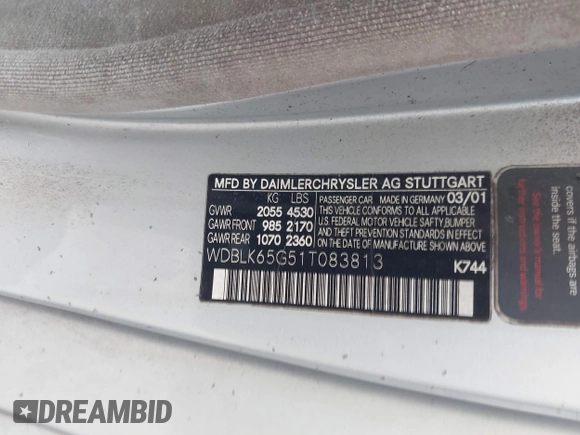 MFD BY DAIMLERCHRYSLER AG STUTTGART
KG LBS
GVWR 2055 4530
GAWR FRONT 985 2170
GAWR REAR 1070 2360
PASSENGER CAR MADE IN GERMANY 03/01
THIS VEHICLE CONFORMS TO ALL APPLICABLE
U.S. FEDERAL MOTOR VEHICLE SAFTY,BUMPER
AND THEFT PREVENTION STANDARDS IN EFFECT
ON THE DATE OF MANUFACTURE SHOWN ABOVE.
WDBLK65G51T083813
K744
covers if the airbags are
inside the seat.
DREAMBID